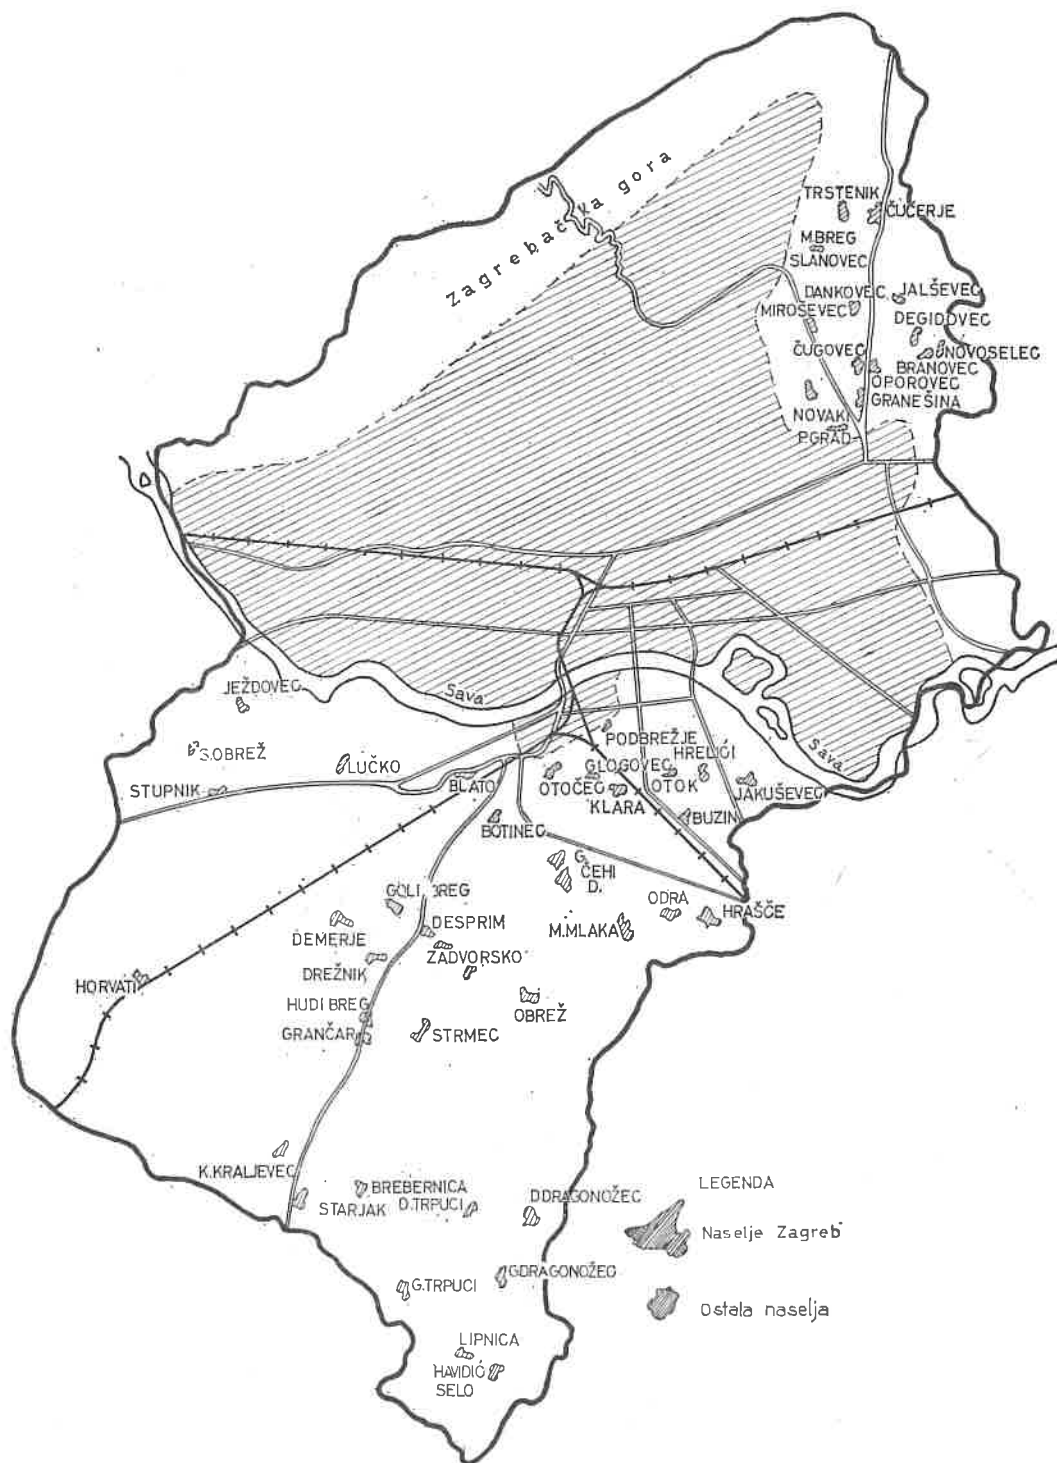 Zagrebačka gora
TRSTENIK
ČUČERJE
M.BREG
SLANOVEC
DANKOVEC
JALŠEVEC
MIROŠEVEC
DEGIDOVEC
ČUGOVEC
NOVOSELEC
BRANOVEC
OPOROVEC
GRANEŠINA
NOVAKI
P.GRAD
JEŽDOVEC
Sava
S.OBREŽ
LUČKO
STUPNIK
BLATO
PODBREŽJE
HRELIĆI
GLOGOVEC
OTOČEC
OTOK
KLARA
JAKUŠEVEC
Sava
BOTINEC
BUZIN
G.
ČEHI
D.
GOLI BREG
ODRA
HRAŠĆE
DEMERJE
DESPRIM
M.MLAKA
ZADVORSKO
DREŽNIK
HORVATI
HUDI BREG
OBREŽ
GRANČARI
STRMEC
K.KRALJEVEC
BREBERNICA
STARJAK
D.TRPUCI
D.DRAGONOŽEC
LEGENDA
Naselje Zagreb
G.TRPUCI
G.DRAGONOŽEC
Ostala naselja
LIPNICA
HAVIDIĆ
SELO